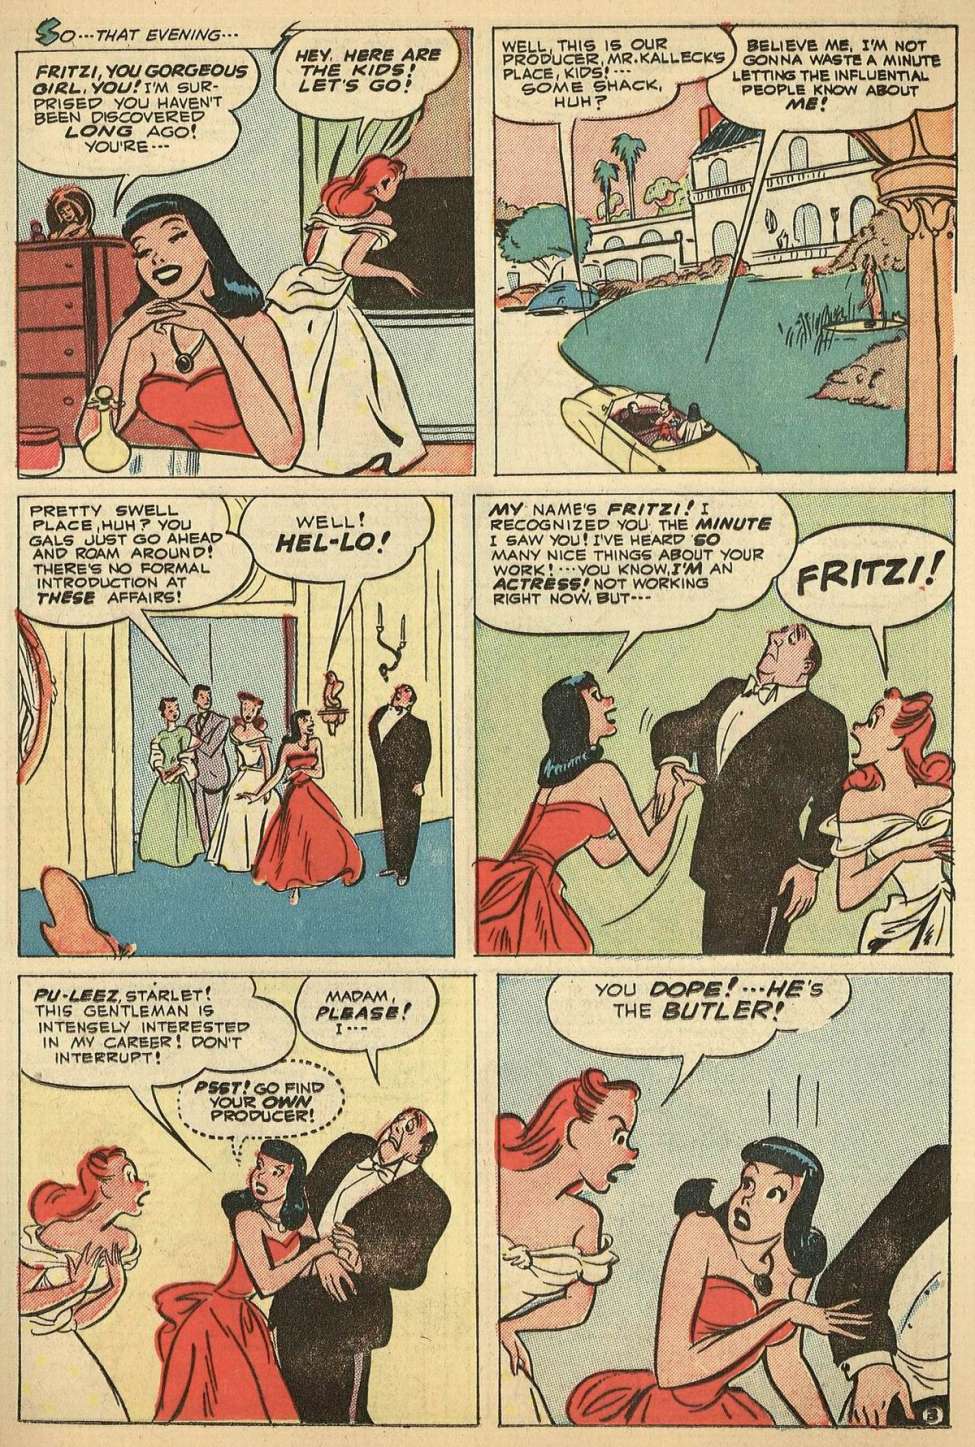 SO---THAT EVENING---
FRITZI, YOU GORGEOUS
GIRL, YOU! I'M SUR-
PRISED YOU HAVEN'T
BEEN DISCOVERED
LONG AGO!
YOU'RE---
HEY, HERE ARE
THE KIDS!
LET'S GO!
WELL, THIS IS OUR
PRODUCER, MR. KALLECK'S
PLACE, KIDS!---
SOME SHACK,
HUH?
BELIEVE ME, I'M NOT
GONNA WASTE A MINUTE
LETTING THE INFLUENTIAL
PEOPLE KNOW ABOUT
ME!
PRETTY SWELL
PLACE, HUH? YOU
GALS JUST GO AHEAD
AND ROAM AROUND!
THERE'S NO FORMAL
INTRODUCTION AT
THESE AFFAIRS!
WELL!
HEL-LO!
MY NAME'S FRITZI! I
RECOGNIZED YOU THE MINUTE
I SAW YOU! I'VE HEARD SO
MANY NICE THINGS ABOUT YOUR
WORK!---YOU KNOW, I'M AN
ACTRESS! NOT WORKING
RIGHT NOW, BUT---
FRITZI!
PU-LEEZ, STARLET!
THIS GENTLEMAN IS
INTENSELY INTERESTED
IN MY CAREER! DON'T
INTERRUPT!
PSST! GO FIND
YOUR OWN
PRODUCER!
MADAM,
PLEASE!
I---
YOU DOPE!---HE'S
THE BUTLER!
3